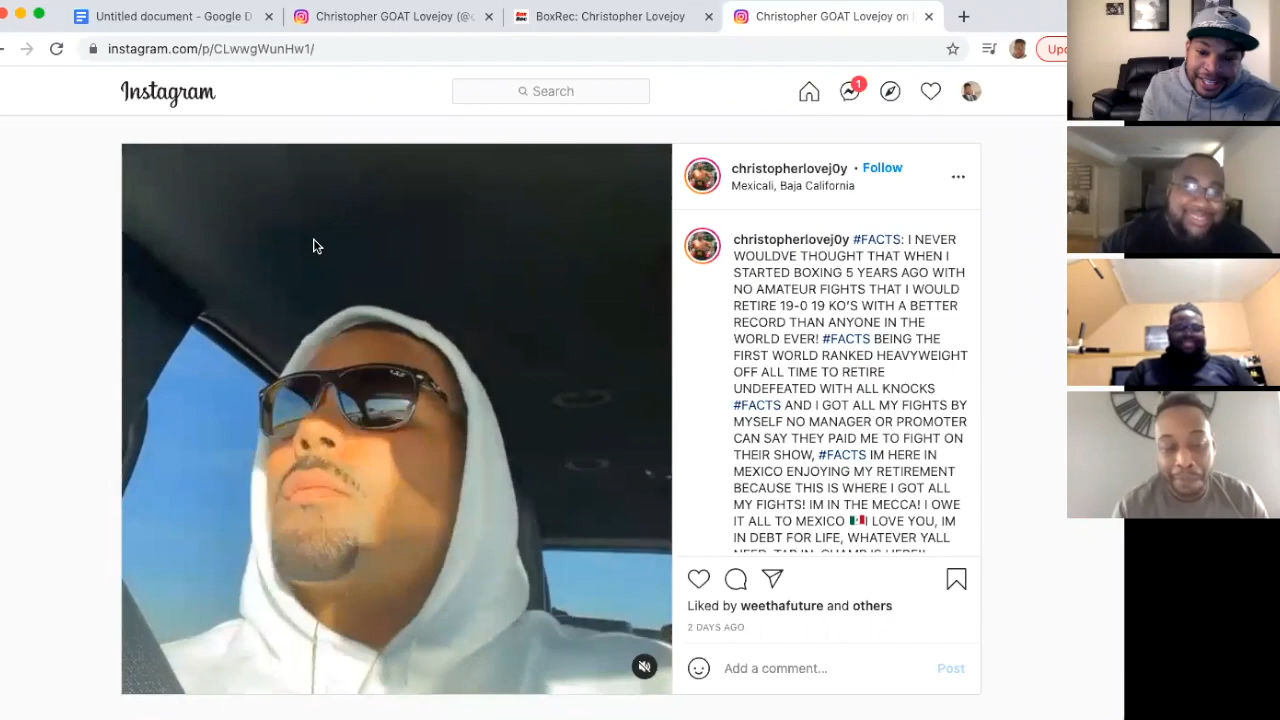 Untitled document - Google D
Christopher GOAT Lovejoy (@c
BoxRec: Christopher Lovejoy
Christopher GOAT Lovejoy on I
instagram.com/p/CLwwgWunHw1/
Instagram
Search
1
christopherlovej0y • Follow
Mexicali, Baja California
christopherlovej0y #FACTS: I NEVER
WOULDVE THOUGHT THAT WHEN I
STARTED BOXING 5 YEARS AGO WITH
NO AMATEUR FIGHTS THAT I WOULD
RETIRE 19-0 19 KO'S WITH A BETTER
RECORD THAN ANYONE IN THE
WORLD EVER! #FACTS BEING THE
FIRST WORLD RANKED HEAVYWEIGHT
OFF ALL TIME TO RETIRE
UNDEFEATED WITH ALL KNOCKS
#FACTS AND I GOT ALL MY FIGHTS BY
MYSELF NO MANAGER OR PROMOTER
CAN SAY THEY PAID ME TO FIGHT ON
THEIR SHOW, #FACTS IM HERE IN
MEXICO ENJOYING MY RETIREMENT
BECAUSE THIS IS WHERE I GOT ALL
MY FIGHTS! IM IN THE MECCA! I OWE
IT ALL TO MEXICO 🇲🇽I LOVE YOU, IM
IN DEBT FOR LIFE, WHATEVER YALL
NEED, TAP IN, CHAMP IS HERE!!
Liked by weethafuture and others
2 DAYS AGO
Add a comment...
Post